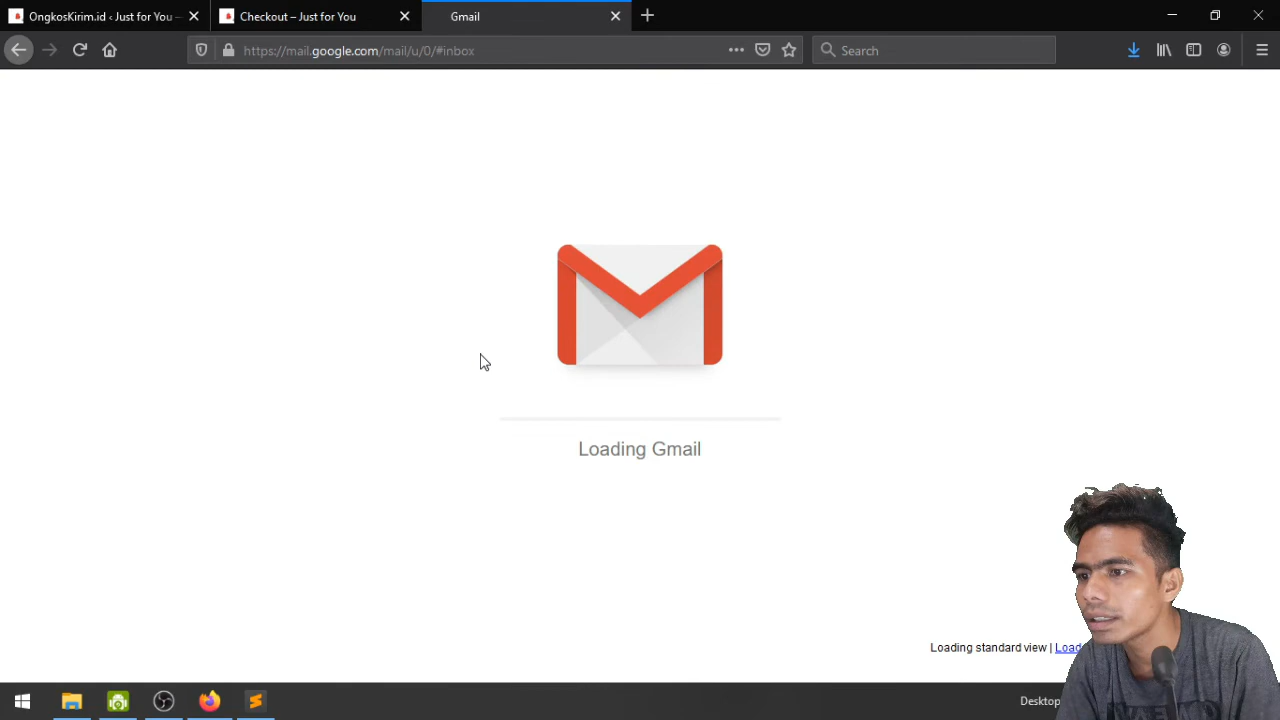 OngkosKirim.id ‹ Just for You —
Checkout – Just for You
Gmail
https://mail.google.com/mail/u/0/#inbox
Search
Loading Gmail
Loading standard view | Load
Desktop